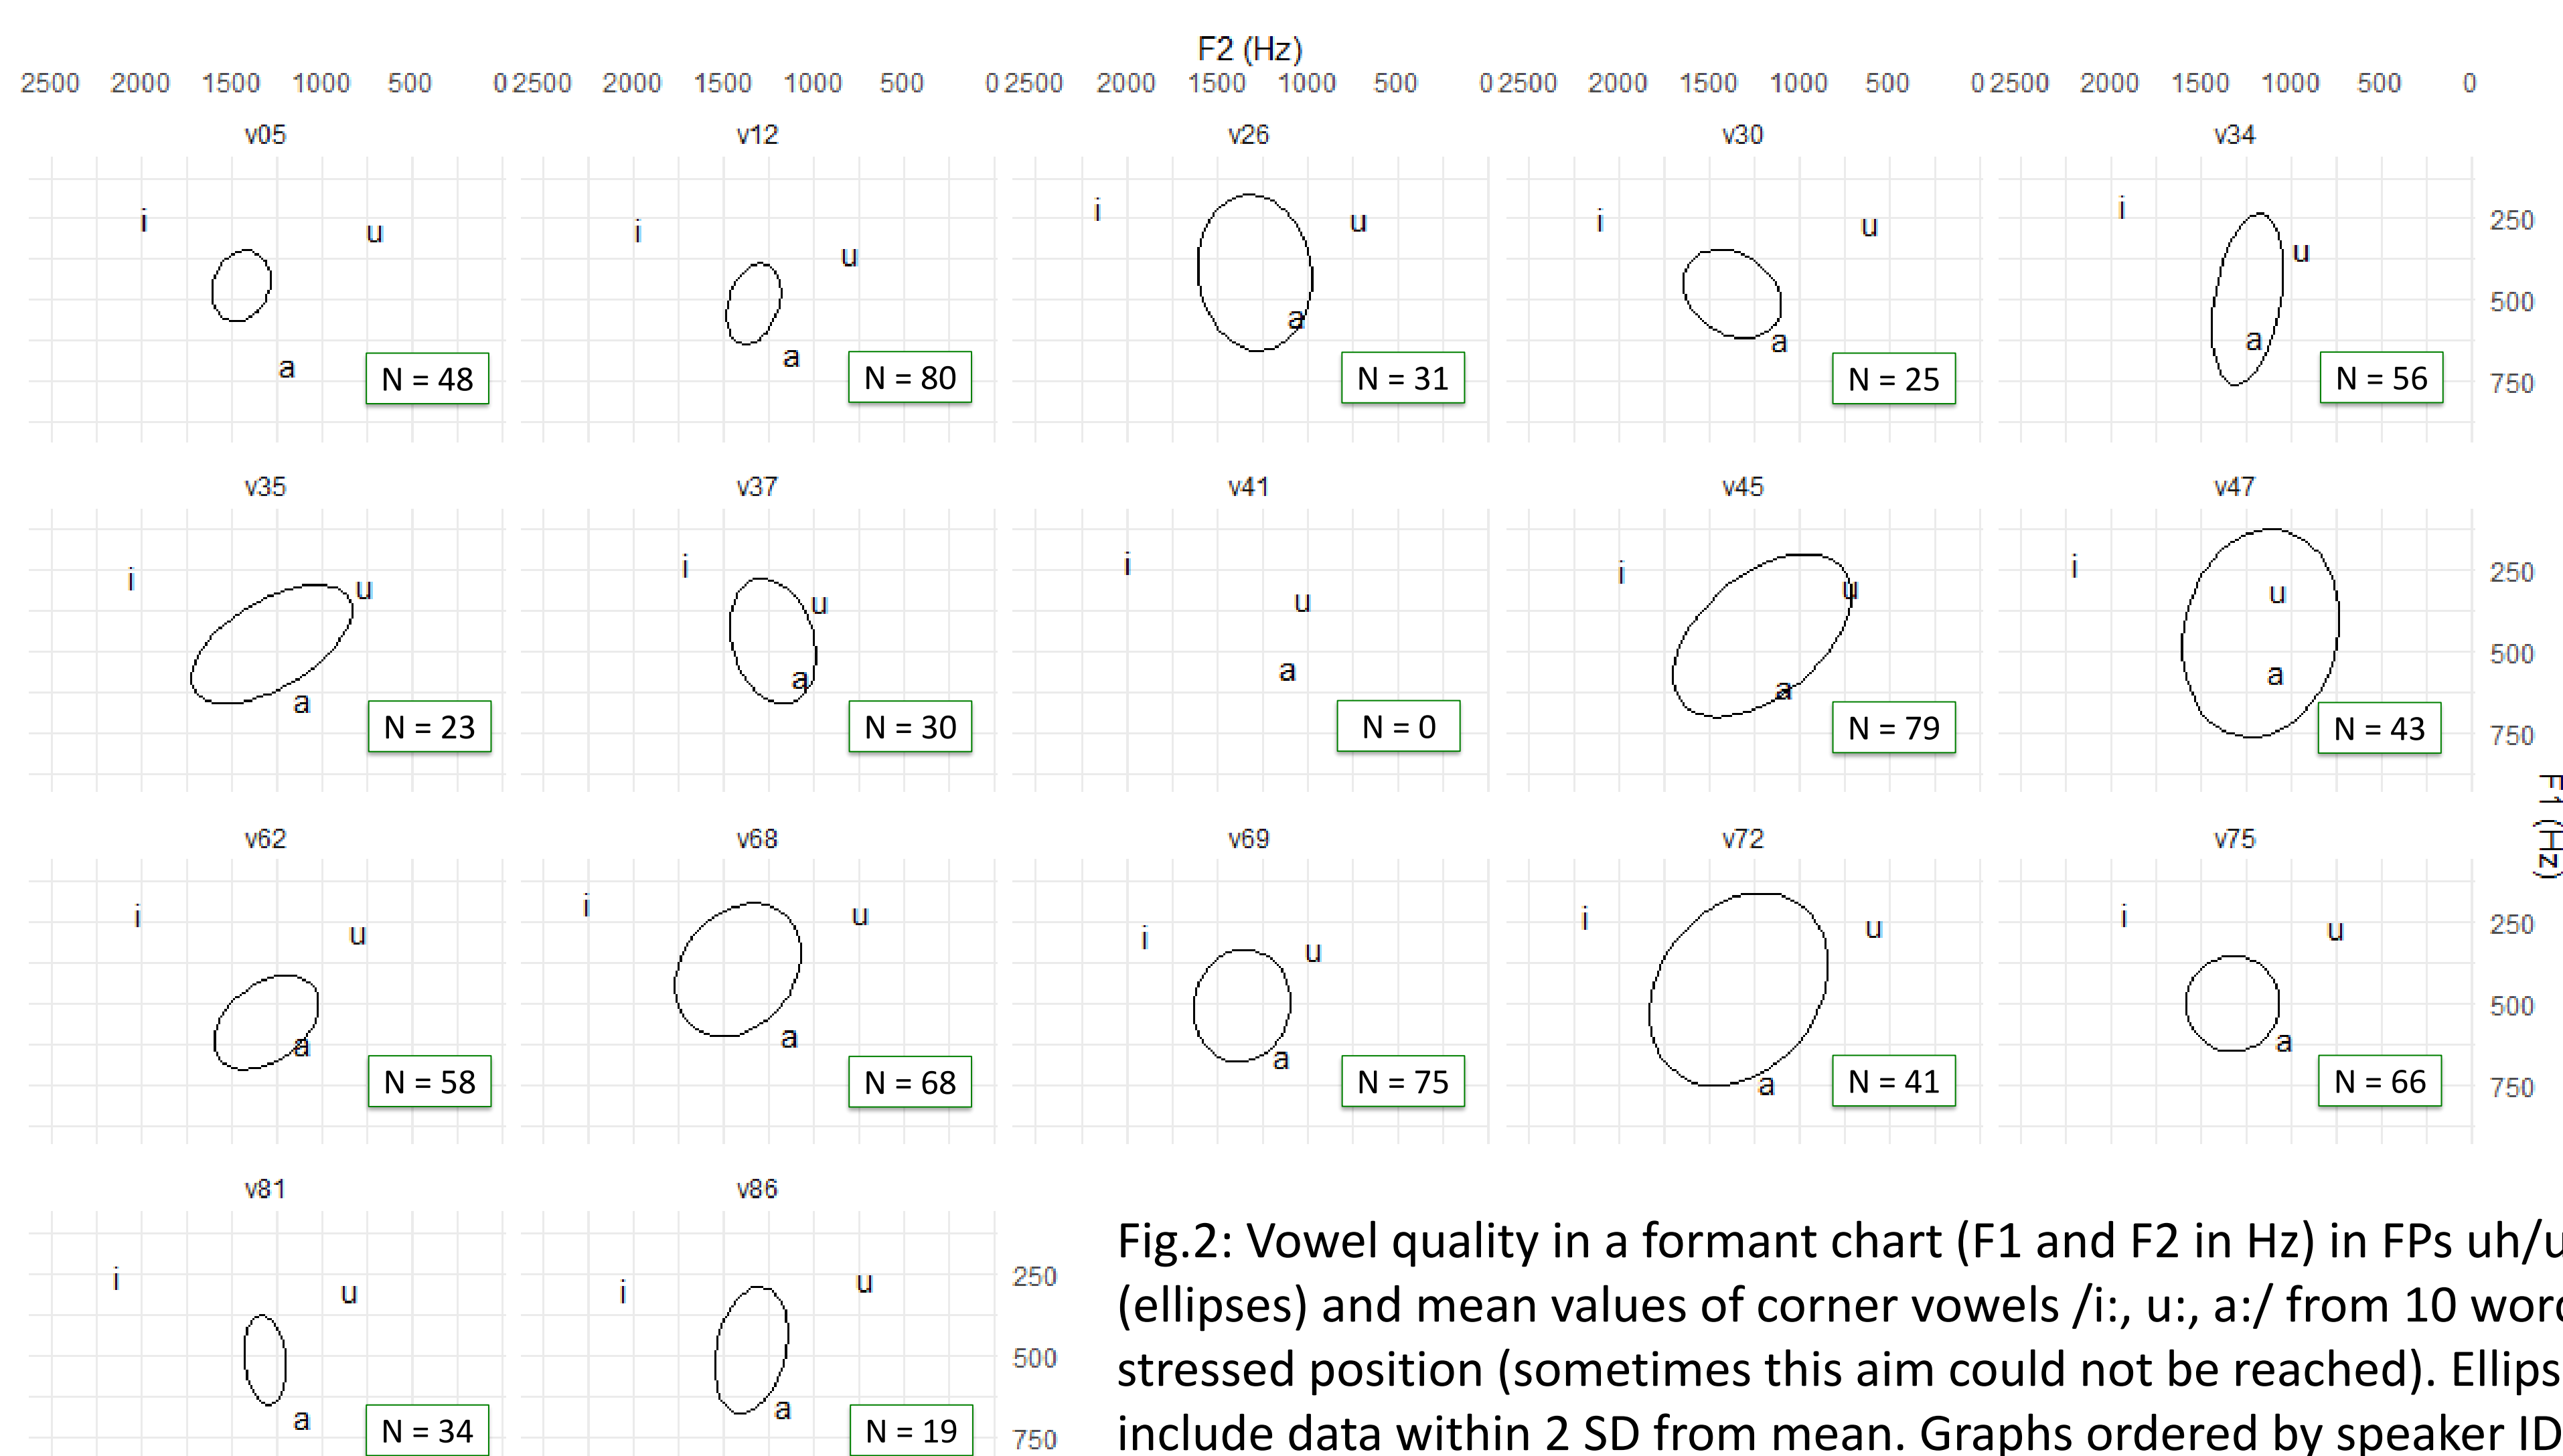 F2 (Hz)
2500 2000 1500 1000 500 0 2500 2000 1500 1000 500 0 2500 2000 1500 1000 500 0 2500 2000 1500 1000 500 0 2500 2000 1500 1000 500 0
v05 v12 v26 v30 v34
i u a N = 48
i u a N = 80
i u a N = 31
i u a N = 25
i u a N = 56
250
500
750
v35 v37 v41 v45 v47
i u a N = 23
i u a N = 30
i u a N = 0
i u a N = 79
i u a N = 43
250
500
750
F1 (Hz)
v62 v68 v69 v72 v75
i u a N = 58
i u a N = 68
i u a N = 75
i u a N = 41
i u a N = 66
250
500
750
v81 v86
i u a N = 34
i u a N = 19
250
500
750
Fig.2: Vowel quality in a formant chart (F1 and F2 in Hz) in FPs
(ellipses) and mean values of corner vowels /i:, u:, a:/ from 10
stressed position (sometimes this aim could not be reached).
include data within 2 SD from mean. Graphs ordered by speaker ID